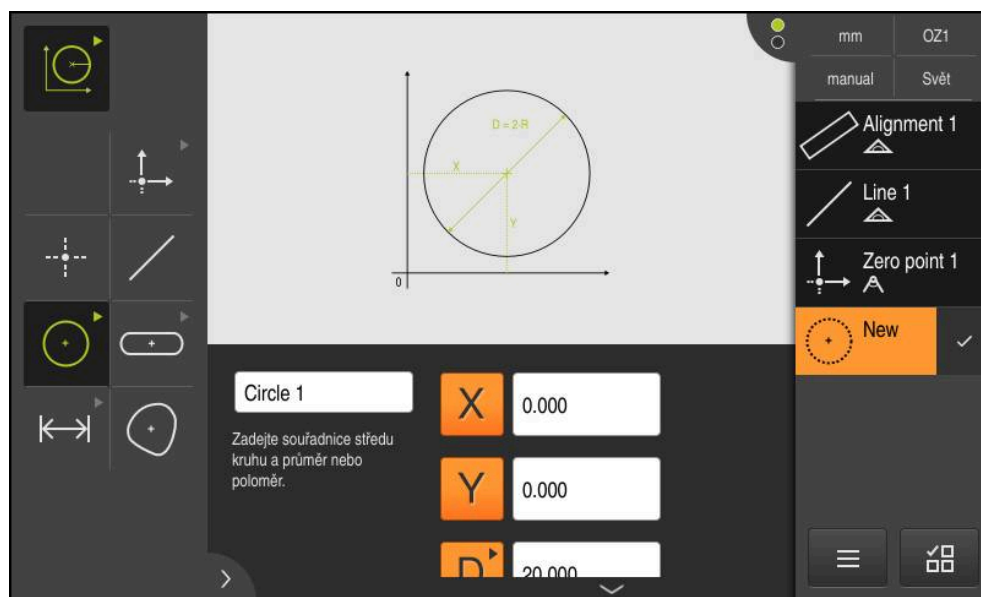 mm
OZ1
manual
Svět
Alignment 1
Line 1
Zero point 1
New
D = 2·R
X
Y
0
Circle 1
Zadejte souřadnice středu
kruhu a průměr nebo
poloměr.
X
0.000
Y
0.000
D
20.000